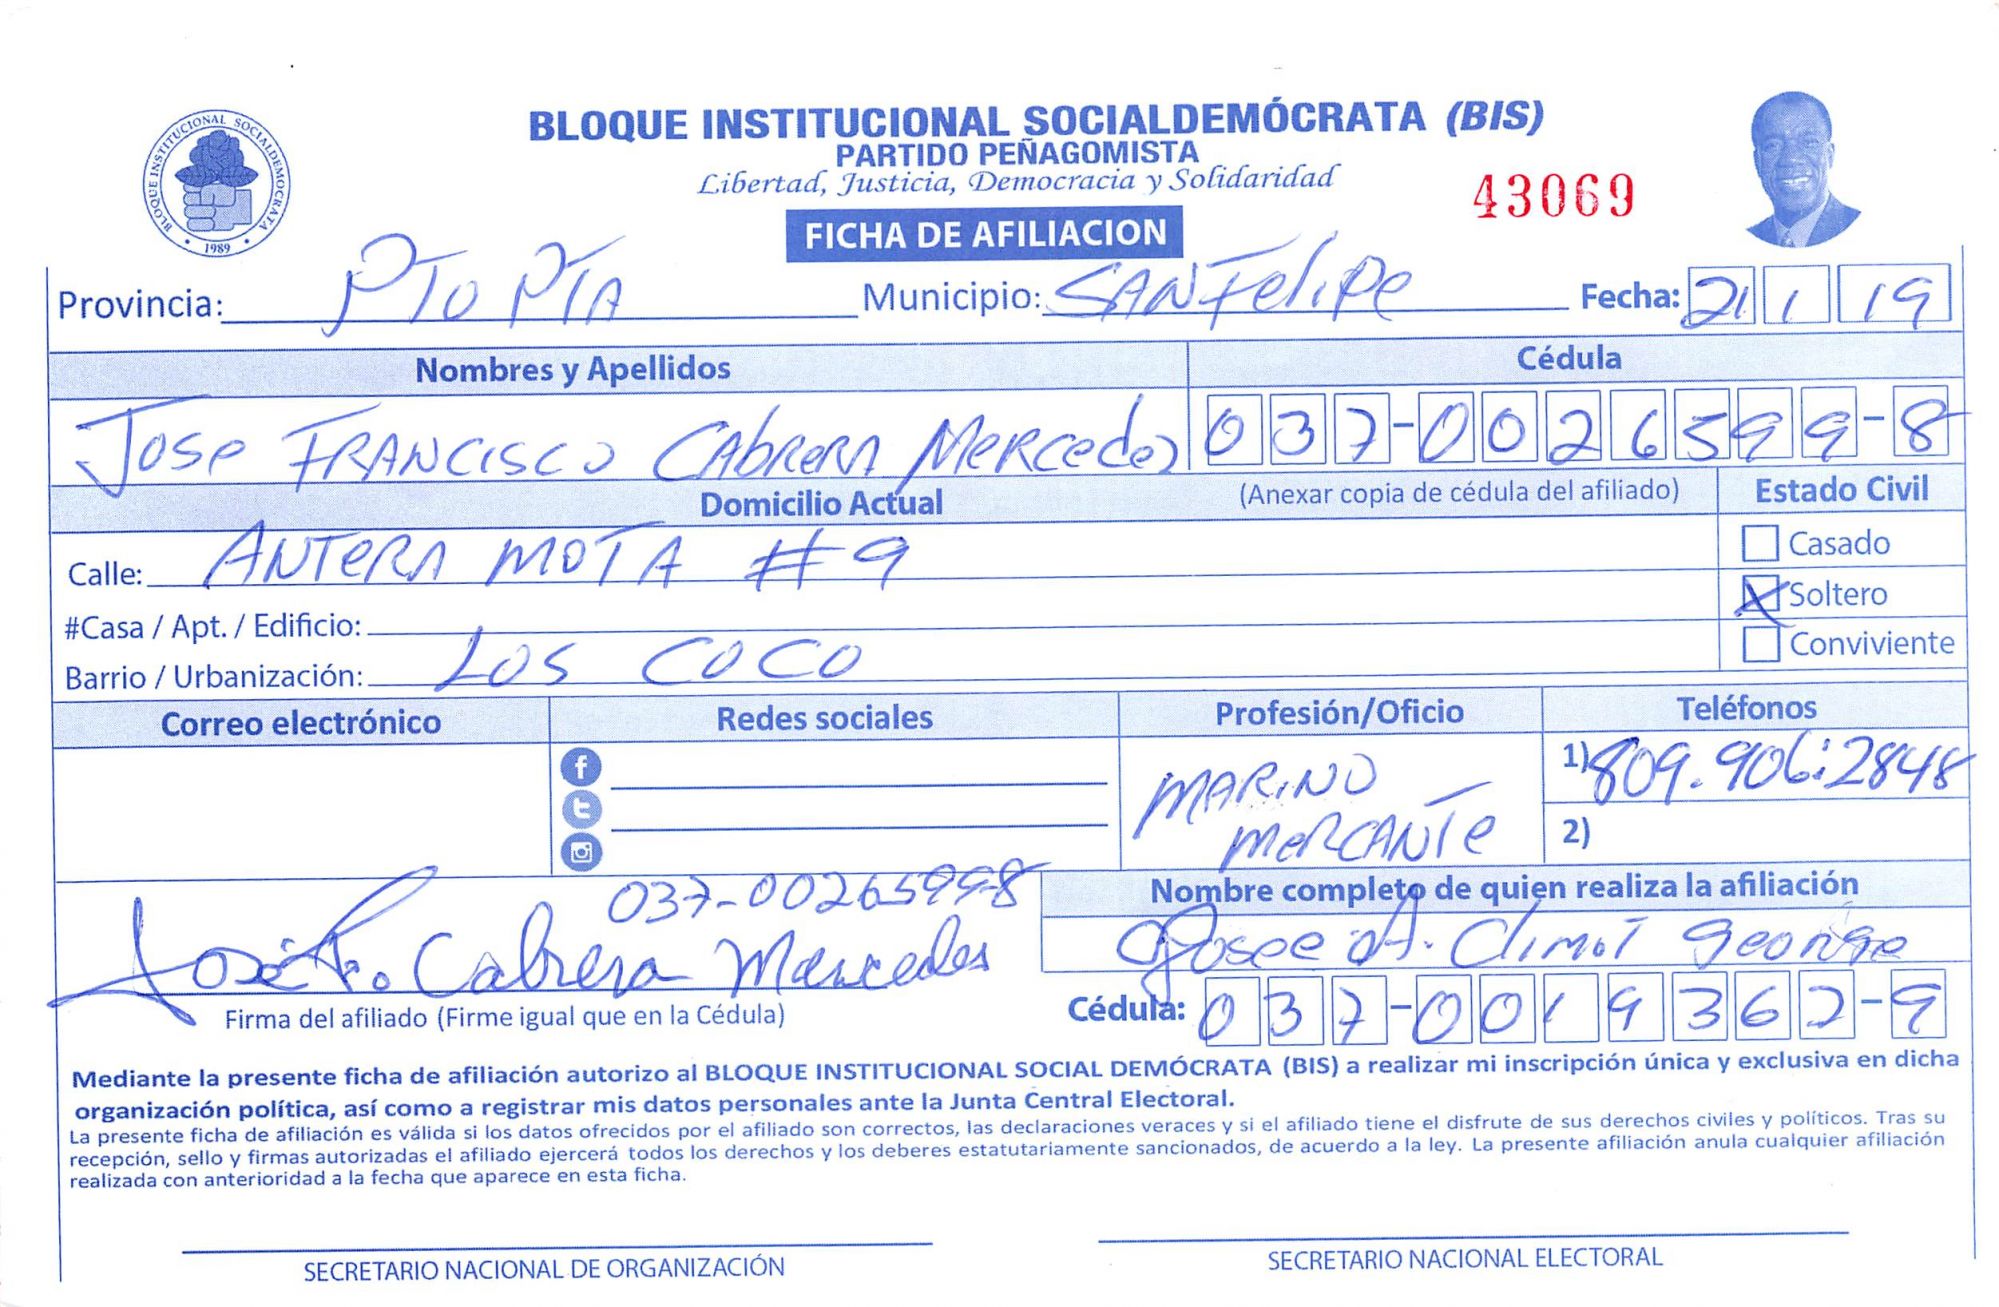 BLOQUE INSTITUCIONAL SOCIALDEMOCRATA
1989
BLOQUE INSTITUCIONAL SOCIALDEMÓCRATA (BIS)
PARTIDO PEÑAGOMISTA
Libertad, Justicia, Democracia y Solidaridad
43069
FICHA DE AFILIACION
Provincia: PTO PTA Municipio: SAN Felipe Fecha: 21 1 19
Nombres y Apellidos Cédula
Jose FRANCISCO CABRERA MERCedes 037-0026599-8
Domicilio Actual (Anexar copia de cédula del afiliado) Estado Civil
Calle: ANTERA MOTA #9 Casado
#Casa / Apt. / Edificio: X Soltero
Barrio / Urbanización: LOS COCO Conviviente
Correo electrónico Redes sociales Profesión/Oficio Teléfonos
MARINO MERCANTE
1) 809.906:2848
2)
037-00265998
José Fco. Cabrera Mercedes
Firma del afiliado (Firme igual que en la Cédula)
Nombre completo de quien realiza la afiliación
A. Climot George
Cédula: 037-0019362-9
Mediante la presente ficha de afiliación autorizo al BLOQUE INSTITUCIONAL SOCIAL DEMÓCRATA (BIS) a realizar mi inscripción única y exclusiva en dicha
organización política, así como a registrar mis datos personales ante la Junta Central Electoral.
La presente ficha de afiliación es válida si los datos ofrecidos por el afiliado son correctos, las declaraciones veraces y si el afiliado tiene el disfrute de sus derechos civiles y políticos. Tras su
recepción, sello y firmas autorizadas el afiliado ejercerá todos los derechos y los deberes estatutariamente sancionados, de acuerdo a la ley. La presente afiliación anula cualquier afiliación
realizada con anterioridad a la fecha que aparece en esta ficha.
SECRETARIO NACIONAL DE ORGANIZACIÓN SECRETARIO NACIONAL ELECTORAL